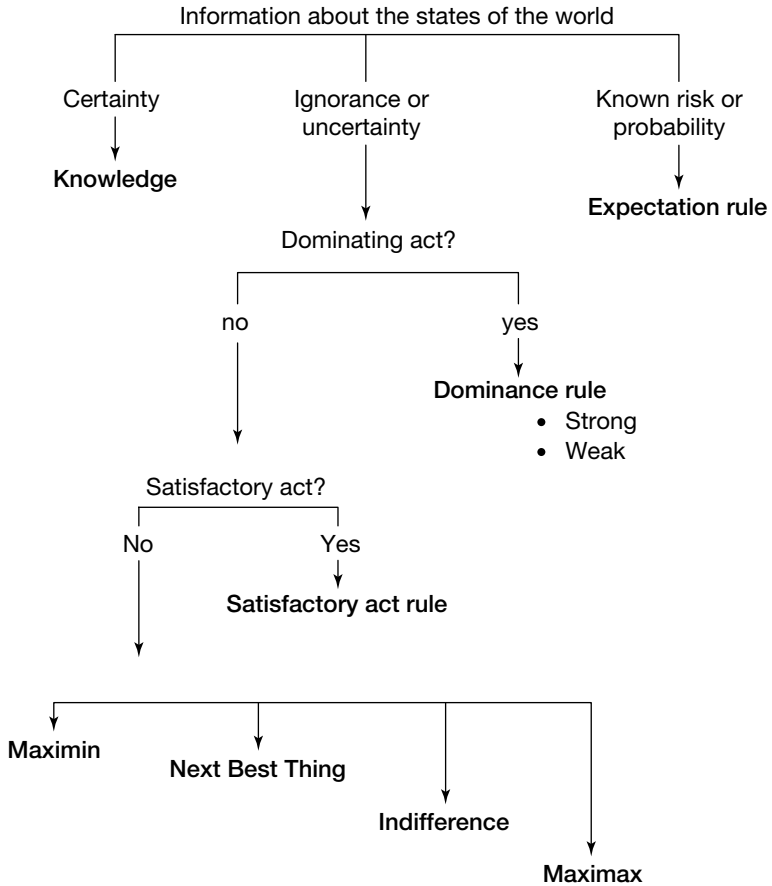 Information about the states of the world
Certainty
Ignorance or
uncertainty
Known risk or
probability
Knowledge
Expectation rule
Dominating act?
no
yes
Dominance rule
• Strong
• Weak
Satisfactory act?
No
Yes
Satisfactory act rule
Maximin
Next Best Thing
Indifference
Maximax